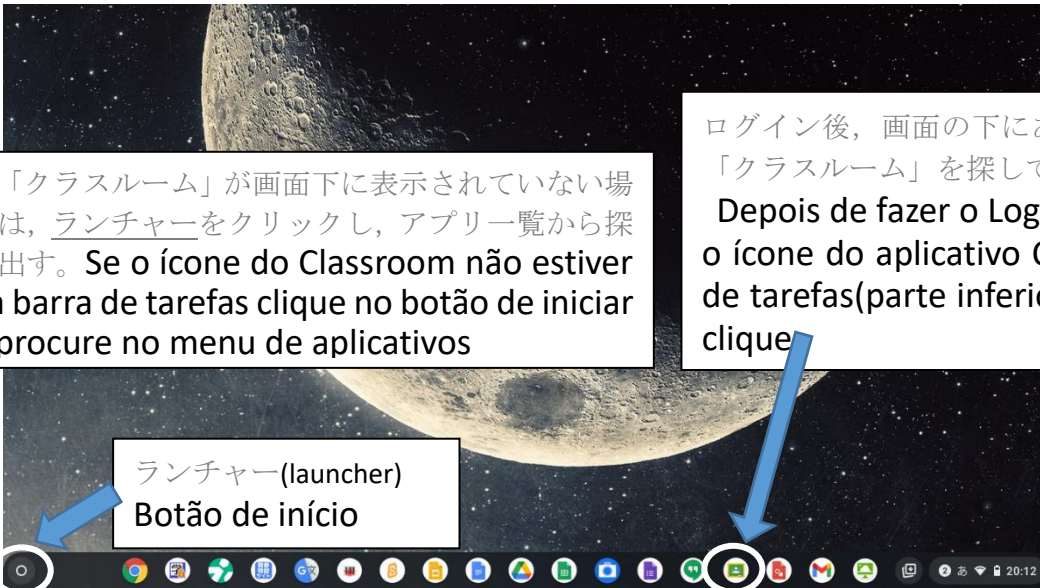 「クラスルーム」が画面下に表示されていない場
は，ランチャーをクリックし，アプリ一覧から探
出す。Se o ícone do Classroom não estiver
barra de tarefas clique no botão de iniciar
procure no menu de aplicativos
ログイン後，画面の下に
「クラスルーム」を探して
Depois de fazer o Log
o ícone do aplicativo
de tarefas(parte inferi
clique
ランチャー(launcher)
Botão de início
2 あ 20:12